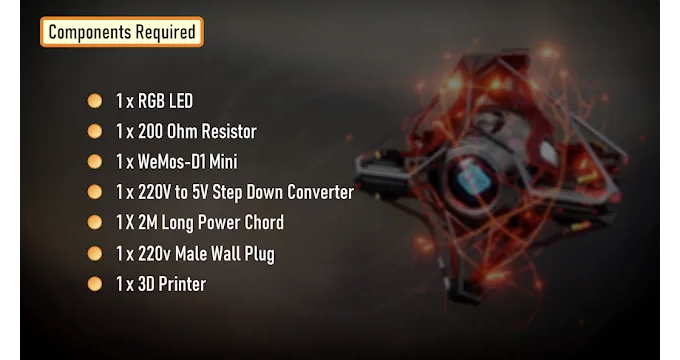 Components Required
1 x RGB LED
1 x 200 Ohm Resistor
1 x WeMos-D1 Mini
1 x 220V to 5V Step Down Converter
1 X 2M Long Power Chord
1 x 220v Male Wall Plug
1 x 3D Printer